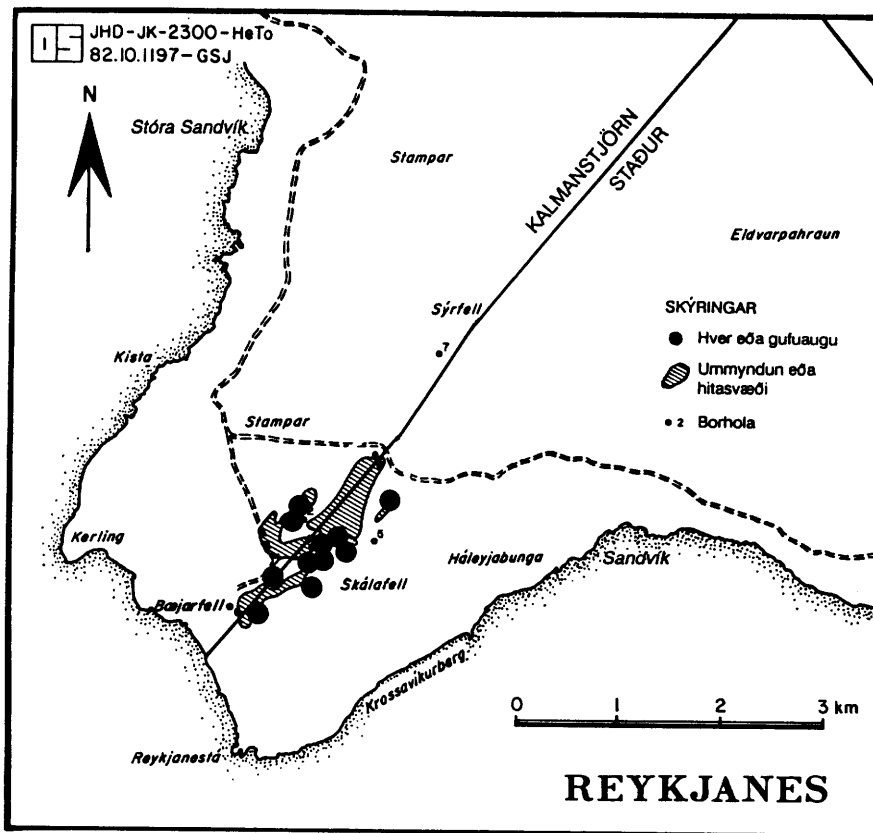 OS
JHD-JK-2300-HeTo
82.10.1197-GSJ
N
Stóra Sandvík
Stampar
KALMANSTJÖRN
STAÐUR
Eldvarpahraun
Sýrfell
7
SKÝRINGAR
Hver eða gufuaugu
Ummyndun eða
hitasvæði
2 Borhola
Kista
Stampar
5
Kerling
Háleyjabunga
Sandvík
Skálafell
Bæjarfell
Krossavíkurberg
Reykjanestá
0 1 2 3 km
REYKJANES